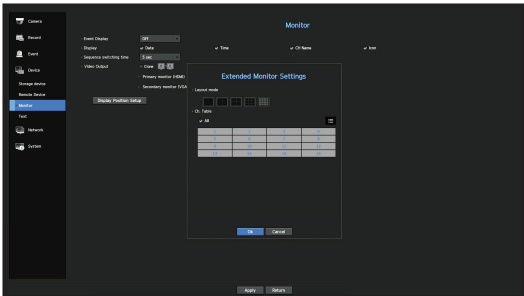 Camera
Record
Event
Device
Storage device
Remote Device
Monitor
Text
Network
System
Monitor
Event Display
Off
Display
Date
Time
CH Name
Icon
Sequence switching time
5 sec
Video Output
Clone
Primary monitor (HDMI)
Secondary monitor (VGA
Display Position Setup
Extended Monitor Settings
Layout mode
Ch. Table
All
1 2 3 4
5 6 7 8
9 10 11 12
13 14 15 16
Ok
Cancel
Apply
Return